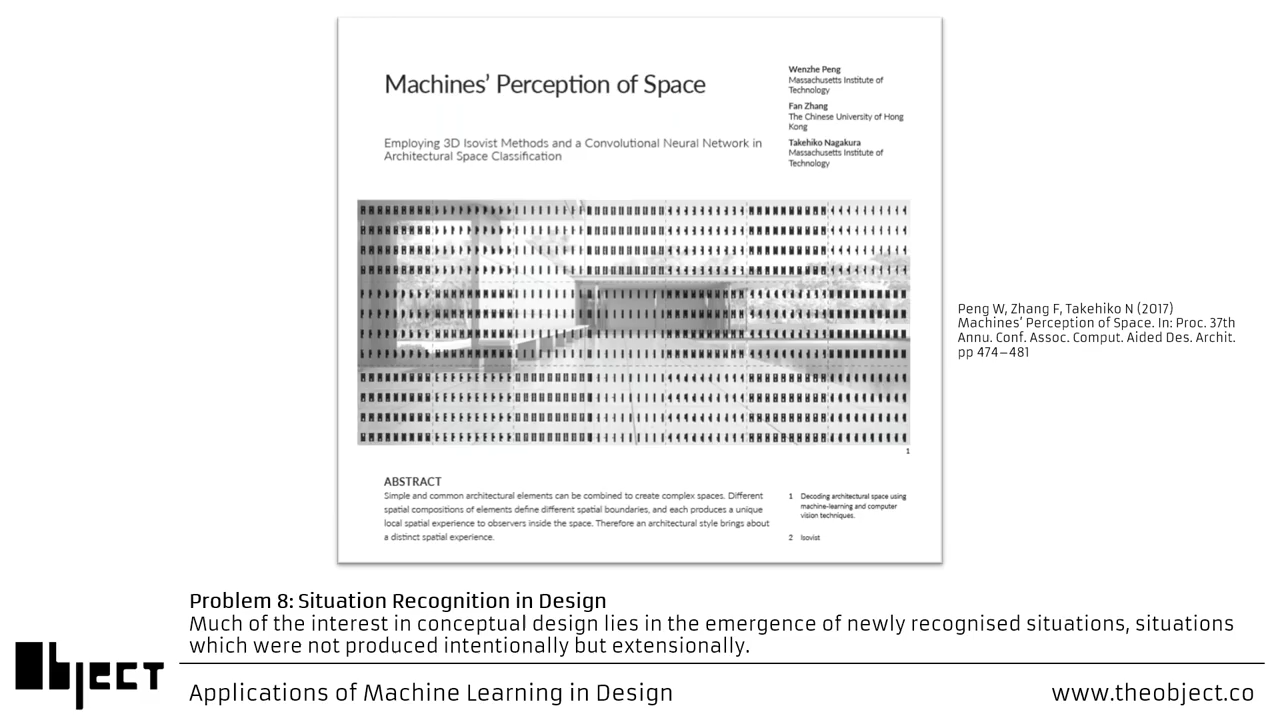 Machines' Perception of Space
Employing 3D Isovist Methods and a Convolutional Neural Network in
Architectural Space Classification
Wenzhe Peng
Massachusetts Institute of
Technology
Fan Zhang
The Chinese University of Hong
Kong
Takehiko Nagakura
Massachusetts Institute of
Technology
1
ABSTRACT
Simple and common architectural elements can be combined to create complex spaces. Different
spatial compositions of elements define different spatial boundaries, and each produces a unique
local spatial experience to observers inside the space. Therefore an architectural style brings about
a distinct spatial experience.
1 Decoding architectural space using
machine-learning and computer
vision techniques.
2 Isovist
Peng W, Zhang F, Takehiko N (2017)
Machines' Perception of Space. In: Proc. 37th
Annu. Conf. Assoc. Comput. Aided Des. Archit.
pp 474–481
Problem 8: Situation Recognition in Design
Much of the interest in conceptual design lies in the emergence of newly recognised situations, situations
which were not produced intentionally but extensionally.
Object
Applications of Machine Learning in Design
www.theobject.co